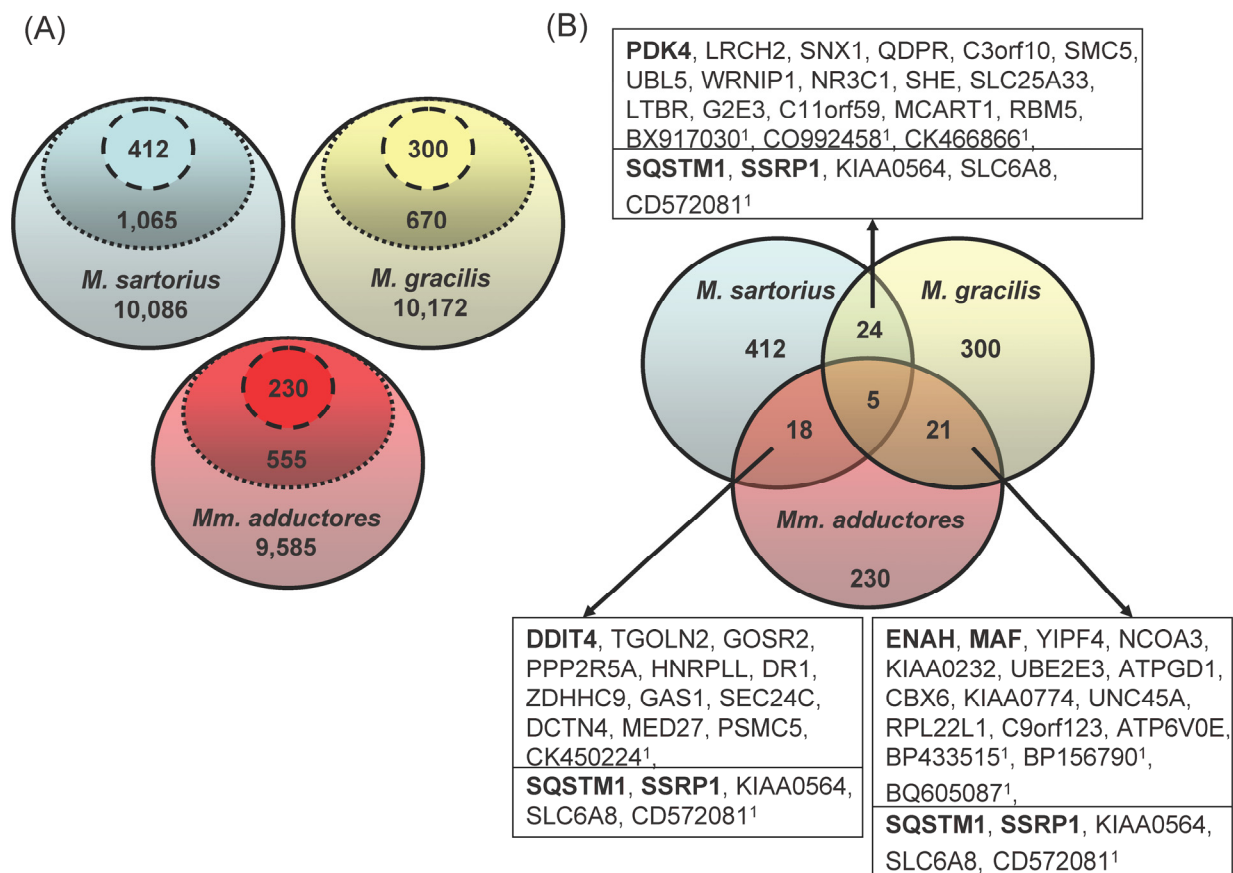 (A)
412
1,065
M. sartorius
10,086
300
670
M. gracilis
10,172
230
555
Mm. adductores
9,585
(B)
PDK4, LRCH2, SNX1, QDPR, C3orf10, SMC5,
UBL5, WRNIP1, NR3C1, SHE, SLC25A33,
LTBR, G2E3, C11orf59, MCART1, RBM5,
BX917030¹, CO992458¹, CK466866¹,
SQSTM1, SSRP1, KIAA0564, SLC6A8,
CD572081¹
M. sartorius
M. gracilis
24
412
300
5
18
21
Mm. adductores
230
DDIT4, TGOLN2, GOSR2,
PPP2R5A, HNRPLL, DR1,
ZDHHC9, GAS1, SEC24C,
DCTN4, MED27, PSMC5,
CK450224¹,
SQSTM1, SSRP1, KIAA0564,
SLC6A8, CD572081¹
ENAH, MAF, YIPF4, NCOA3,
KIAA0232, UBE2E3, ATPGD1,
CBX6, KIAA0774, UNC45A,
RPL22L1, C9orf123, ATP6V0E,
BP433515¹, BP156790¹,
BQ605087¹,
SQSTM1, SSRP1, KIAA0564,
SLC6A8, CD572081¹